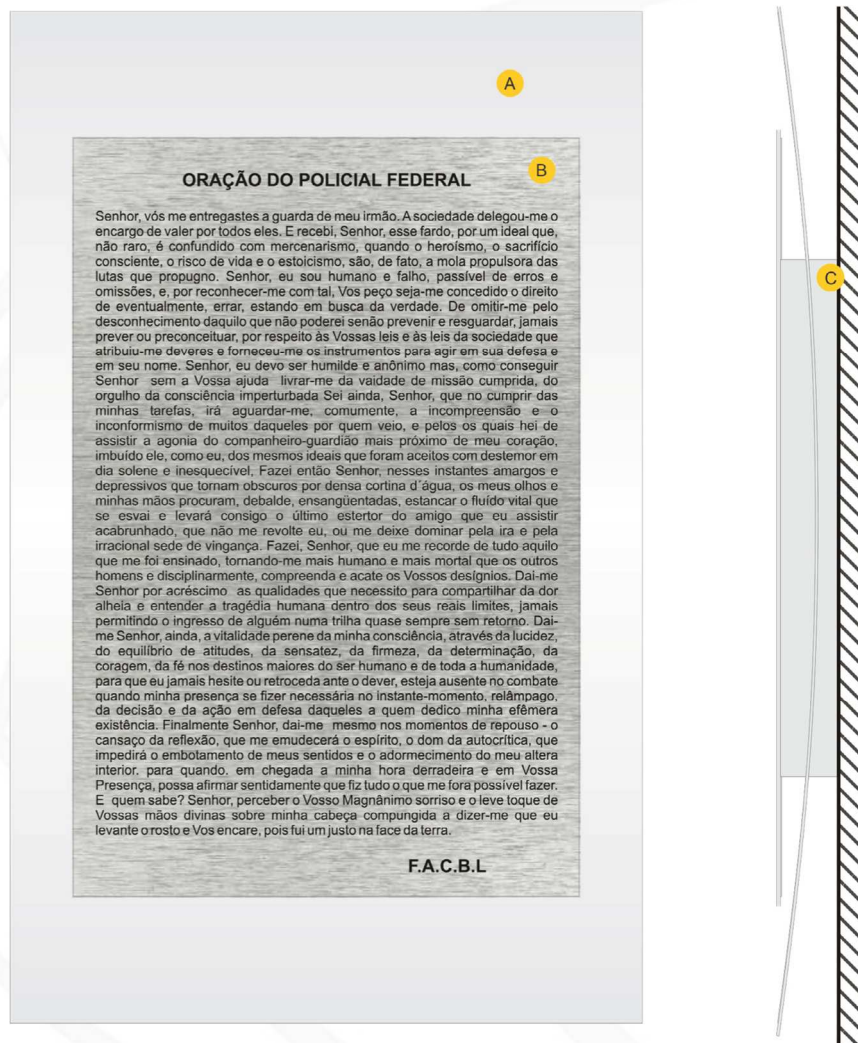 A
B
ORAÇÃO DO POLICIAL FEDERAL
Senhor, vós me entregastes a guarda de meu irmão. A sociedade delegou-me o
encargo de valer por todos eles. E recebi, Senhor, esse fardo, por um ideal que,
não raro, é confundido com mercenarismo, quando o heroísmo, o sacrifício
consciente, o risco de vida e o estoicismo, são, de fato, a mola propulsora das
lutas que propugno. Senhor, eu sou humano e falho, passível de erros e
omissões, e, por reconhecer-me com tal, Vos peço seja-me concedido o direito
de eventualmente, errar, estando em busca da verdade. De omitir-me pelo
desconhecimento daquilo que não poderei senão prevenir e resguardar, jamais
prever ou preconceituar, por respeito às Vossas leis e às leis da sociedade que
atribuiu-me deveres e forneceu-me os instrumentos para agir em sua defesa e
em seu nome. Senhor, eu devo ser humilde e anônimo mas, como conseguir
Senhor sem a Vossa ajuda livrar-me da vaidade de missão cumprida, do
orgulho da consciência imperturbada Sei ainda, Senhor, que no cumprir das
minhas tarefas, irá aguardar-me, comumente, a incompreensão e o
inconformismo de muitos daqueles por quem veio, e pelos os quais hei de
assistir a agonia do companheiro-guardião mais próximo de meu coração,
imbuído ele, como eu, dos mesmos ideais que foram aceitos com destemor em
dia solene e inesquecível, Fazei então Senhor, nesses instantes amargos e
depressivos que tornam obscuros por densa cortina d´água, os meus olhos e
minhas mãos procuram, debalde, ensangüentadas, estancar o fluído vital que
se esvai e levará consigo o último estertor do amigo que eu assistir
acabrunhado, que não me revolte eu, ou me deixe dominar pela ira e pela
irracional sede de vingança. Fazei, Senhor, que eu me recorde de tudo aquilo
que me foi ensinado, tornando-me mais humano e mais mortal que os outros
homens e disciplinarmente, compreenda e acate os Vossos desígnios. Dai-me
Senhor por acréscimo as qualidades que necessito para compartilhar da dor
alheia e entender a tragédia humana dentro dos seus reais limites, jamais
permitindo o ingresso de alguém numa trilha quase sempre sem retorno. Dai-
me Senhor, ainda, a vitalidade perene da minha consciência, através da lucidez,
do equilíbrio de atitudes, da sensatez, da firmeza, da determinação, da
coragem, da fé nos destinos maiores do ser humano e de toda a humanidade,
para que eu jamais hesite ou retroceda ante o dever, esteja ausente no combate
quando minha presença se fizer necessária no instante-momento, relâmpago,
da decisão e da ação em defesa daqueles a quem dedico minha efêmera
existência. Finalmente Senhor, dai-me mesmo nos momentos de repouso - o
cansaço da reflexão, que me emudecerá o espírito, o dom da autocrítica, que
impedirá o embotamento de meus sentidos e o adormecimento do meu altera
interior. para quando. em chegada a minha hora derradeira e em Vossa
Presença, possa afirmar sentidamente que fiz tudo o que me fora possível fazer.
E quem sabe? Senhor, perceber o Vosso Magnânimo sorriso e o leve toque de
Vossas mãos divinas sobre minha cabeça compungida a dizer-me que eu
levante o rosto e Vos encare, pois fui um justo na face da terra.
F.A.C.B.L
C